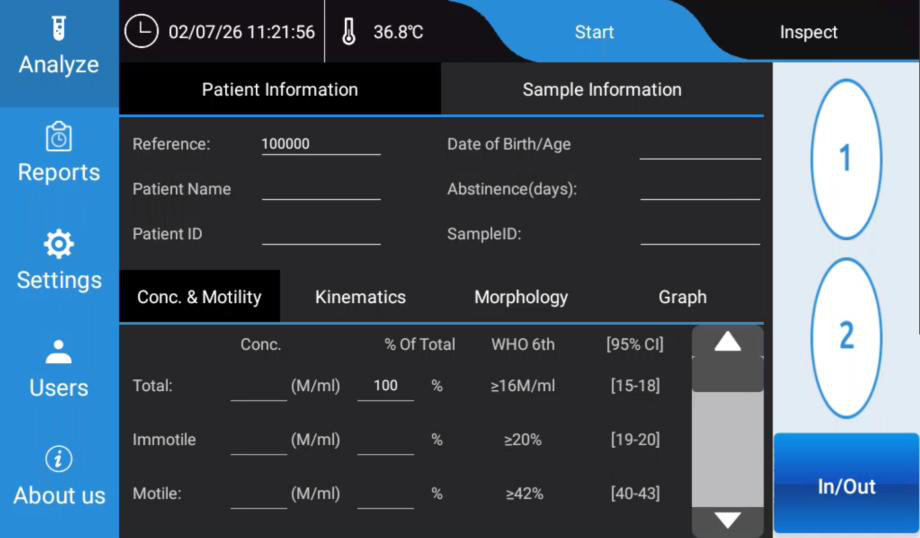 Analyze
Reports
Settings
Users
About us
02/07/26 11:21:56
36.8℃
Start
Inspect
Patient Information
Sample Information
Reference: 100000
Date of Birth/Age
Patient Name
Abstinence(days):
Patient ID
SampleID:
Conc. & Motility
Kinematics
Morphology
Graph
Conc. % Of Total WHO 6th [95% CI]
Total: (M/ml) 100 % ≥16M/ml [15-18]
Immotile (M/ml) % ≥20% [19-20]
Motile: (M/ml) % ≥42% [40-43]
1
2
In/Out